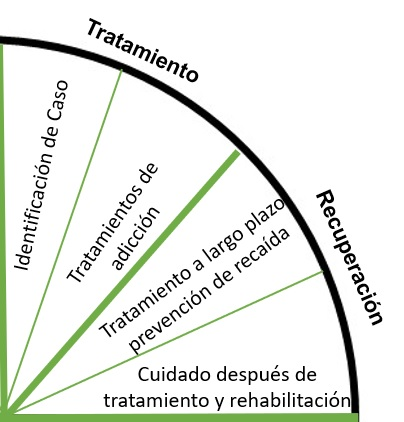 Tratamiento
Identificación de Caso
Tratamientos de
adicción
Recuperación
Tratamiento a largo plazo
prevención de recaída
Cuidado después de
tratamiento y rehabilitación